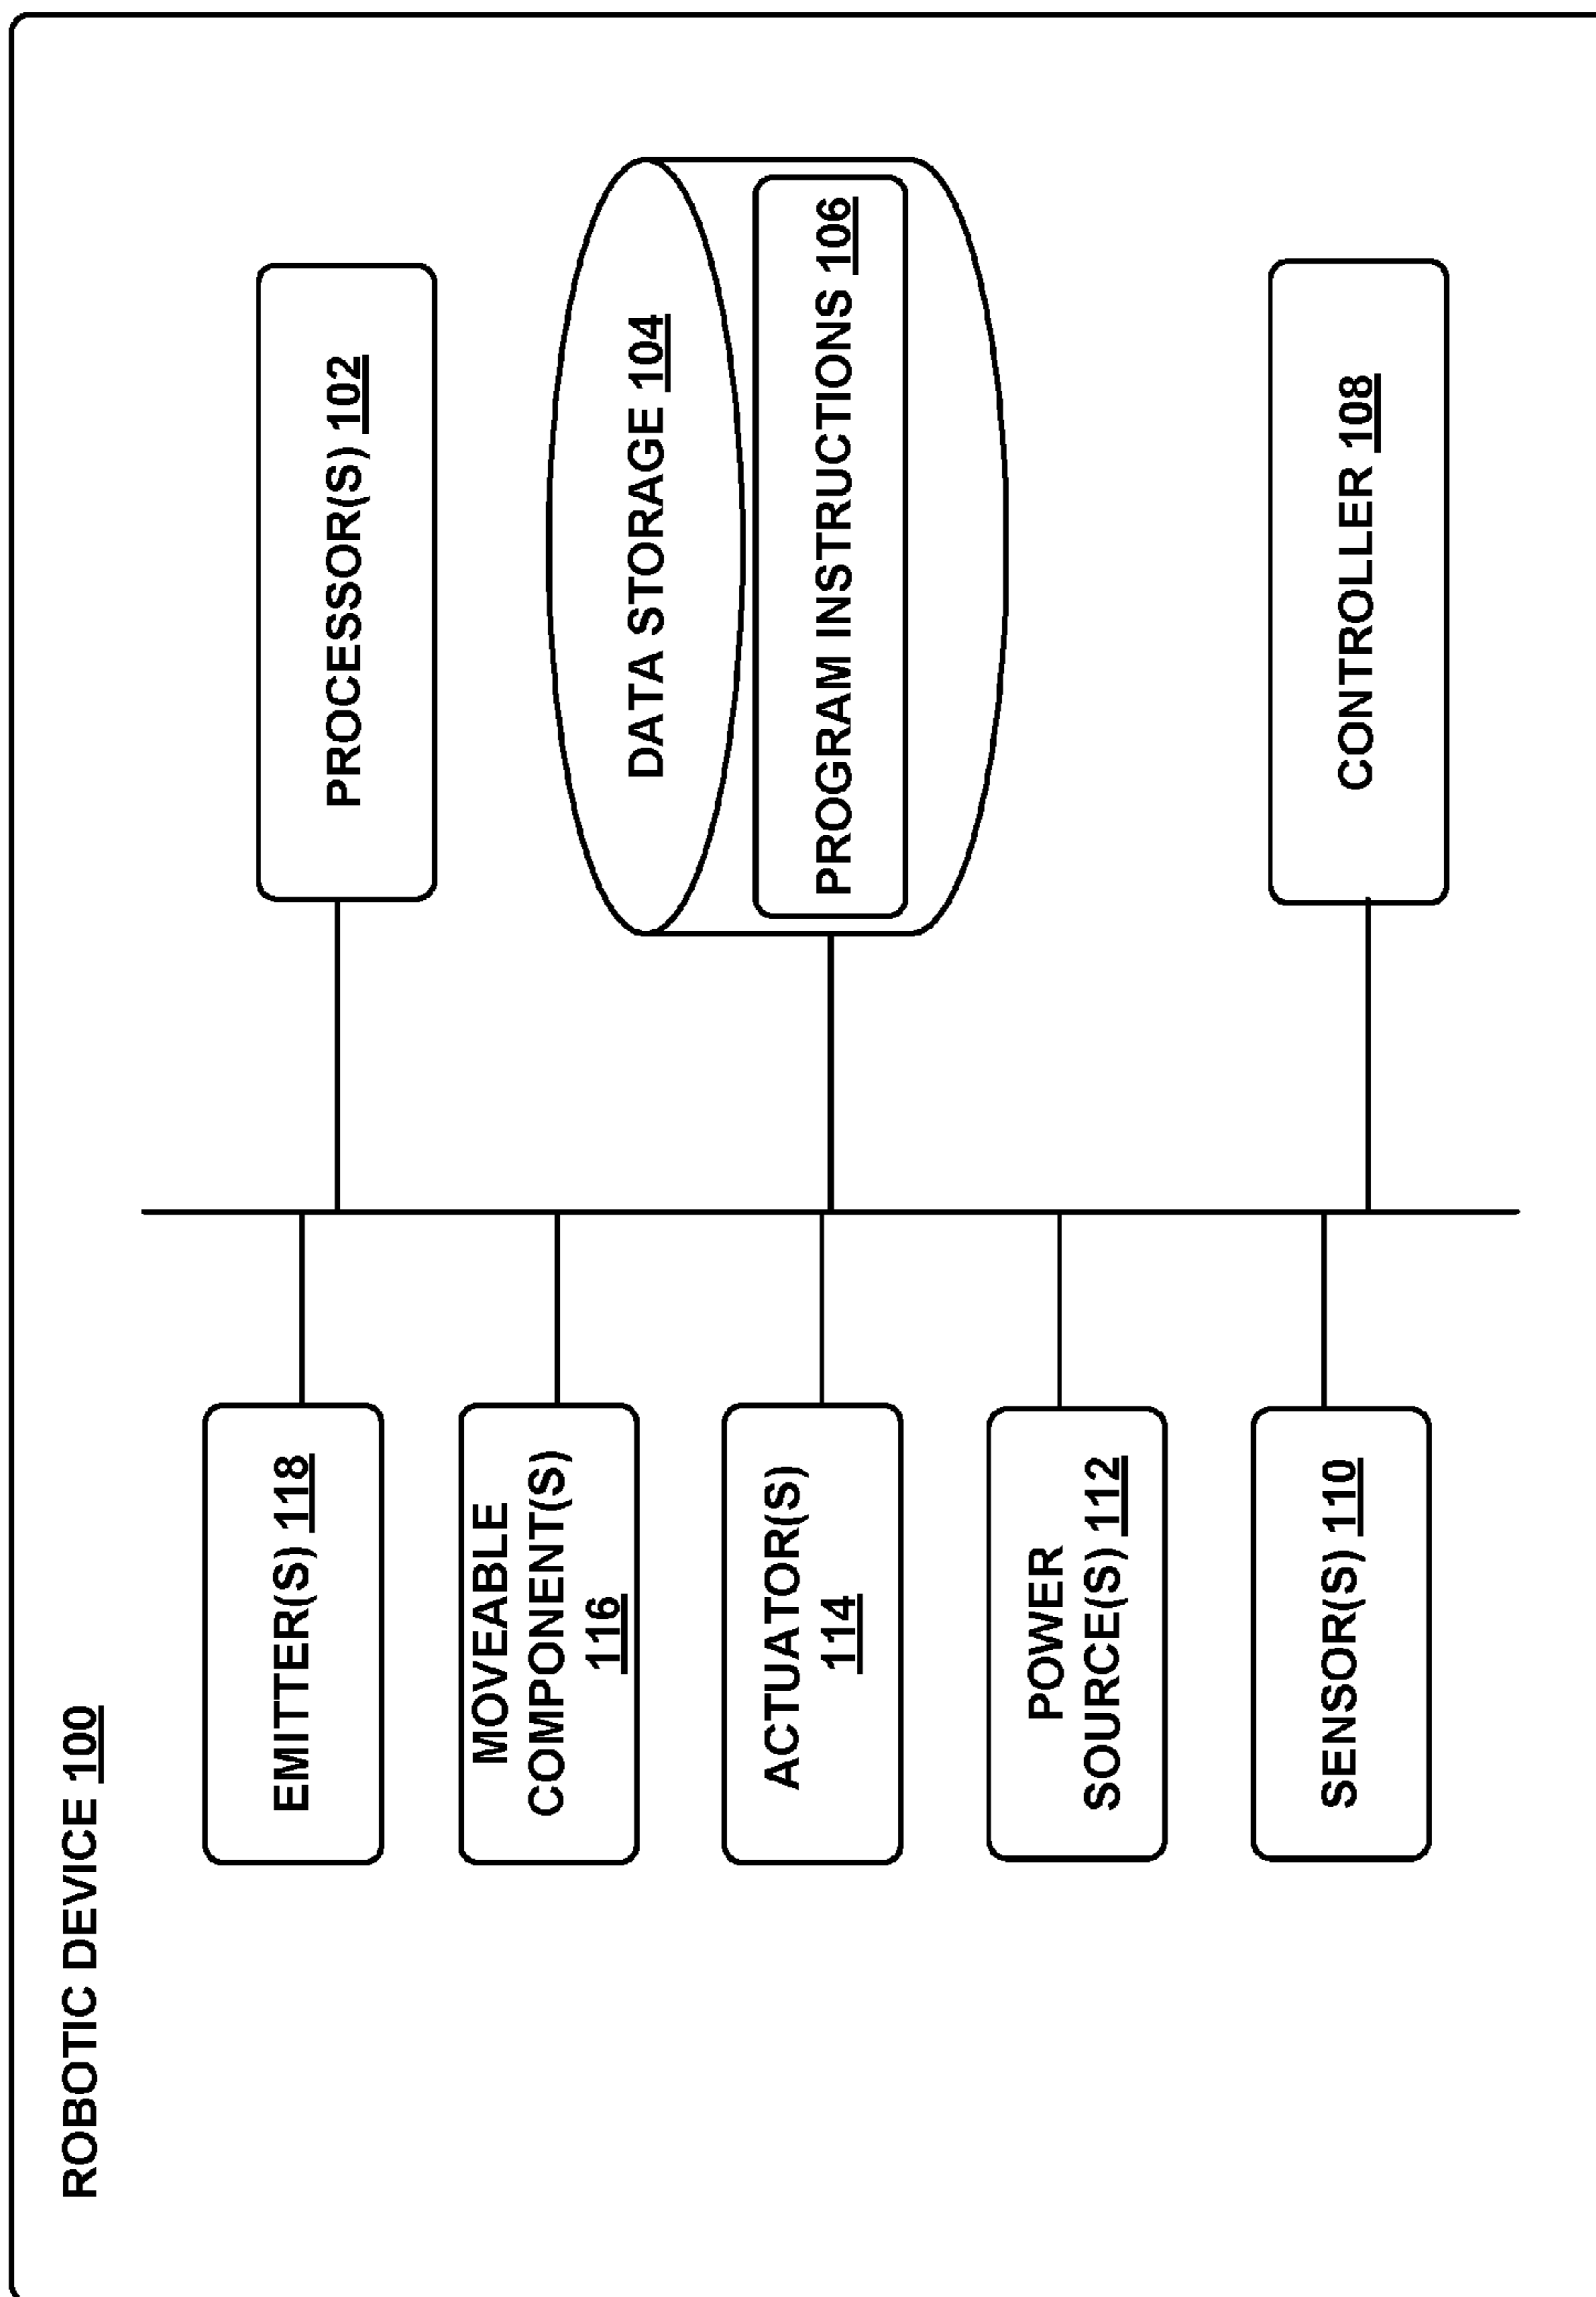 ROBOTIC DEVICE 100
EMITTER(S) 118
MOVEABLE
COMPONENT(S)
116
ACTUATOR(S)
114
POWER
SOURCE(S) 112
SENSOR(S) 110
PROCESSOR(S) 102
DATA STORAGE 104
PROGRAM INSTRUCTIONS 106
CONTROLLER 108